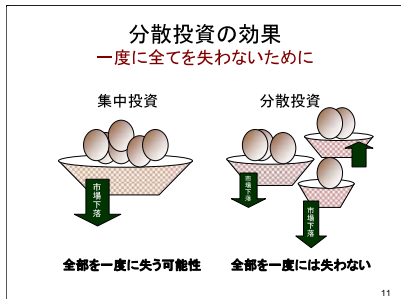 分散投資の効果
一度に全てを失わないために
集中投資
分散投資
市場下落
市場下落
市場下落
全部を一度に失う可能性
全部を一度には失わない
11